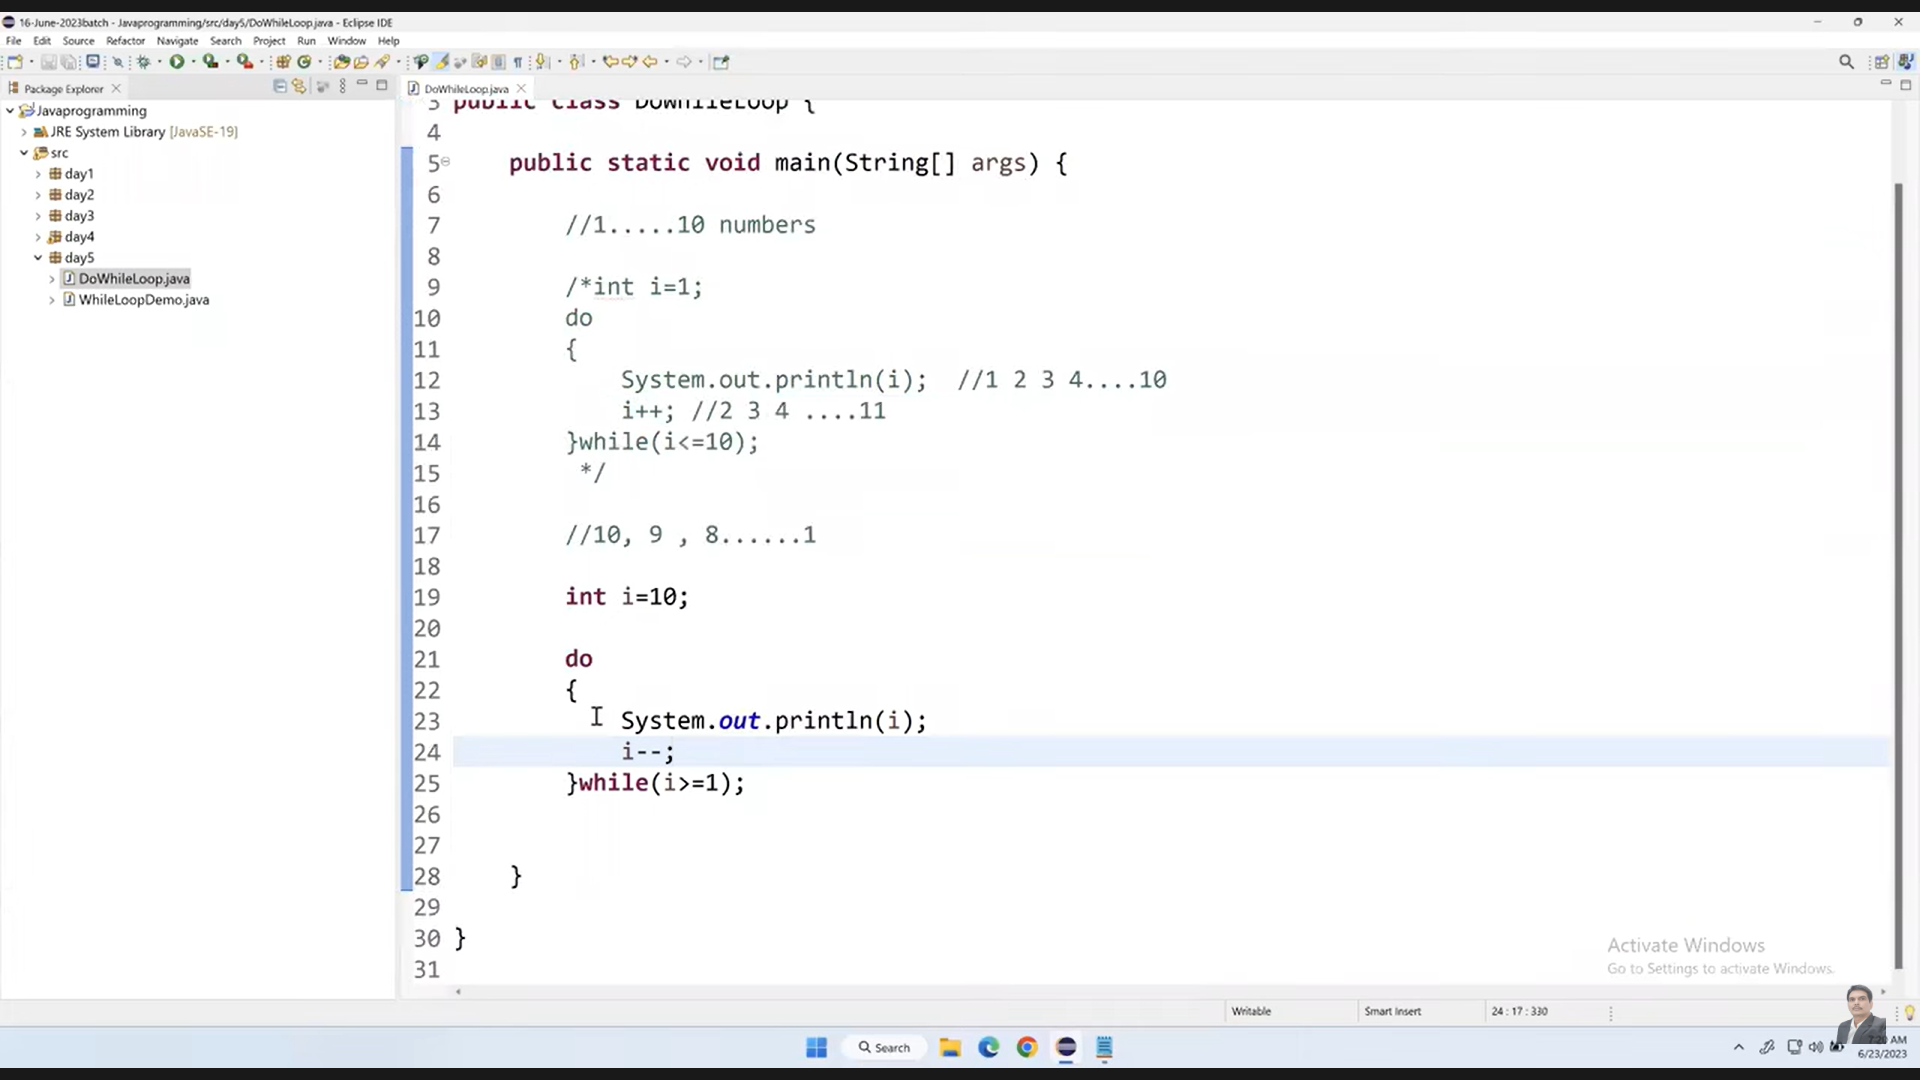 16-June-2023batch - Javaprogramming/src/day5/DoWhileLoop.java - Eclipse IDE
File Edit Source Refactor Navigate Search Project Run Window Help
Package Explorer
Javaprogramming
JRE System Library [JavaSE-19]
src
day1
day2
day3
day4
day5
DoWhileLoop.java
WhileLoopDemo.java
DoWhileLoop.java
3 public class DoWhileLoop {
4
5 public static void main(String[] args) {
6
7 //1.....10 numbers
8
9 /*int i=1;
10 do
11 {
12 System.out.println(i); //1 2 3 4....10
13 i++; //2 3 4 ....11
14 }while(i<=10);
15 */
16
17 //10, 9 , 8......1
18
19 int i=10;
20
21 do
22 {
23 System.out.println(i);
24 i--;
25 }while(i>=1);
26
27
28 }
29
30 }
31
Activate Windows
Go to Settings to activate Windows.
Writable Smart Insert 24 : 17 : 330
Search
AM
6/23/2023